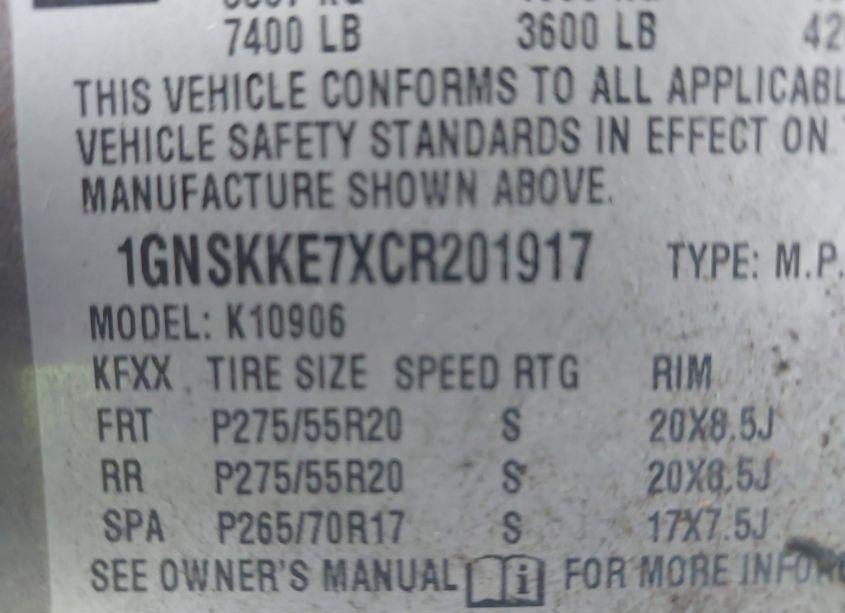 7400 LB 3600 LB 42
THIS VEHICLE CONFORMS TO ALL APPLICABL
VEHICLE SAFETY STANDARDS IN EFFECT ON
MANUFACTURE SHOWN ABOVE.
1GNSKKE7XCR201917 TYPE: M.P.
MODEL: K10906
KFXX TIRE SIZE SPEED RTG RIM
FRT P275/55R20 S 20X8.5J
RR P275/55R20 S 20X8.5J
SPA P265/70R17 S 17X7.5J
SEE OWNER'S MANUAL i FOR MORE INFOR